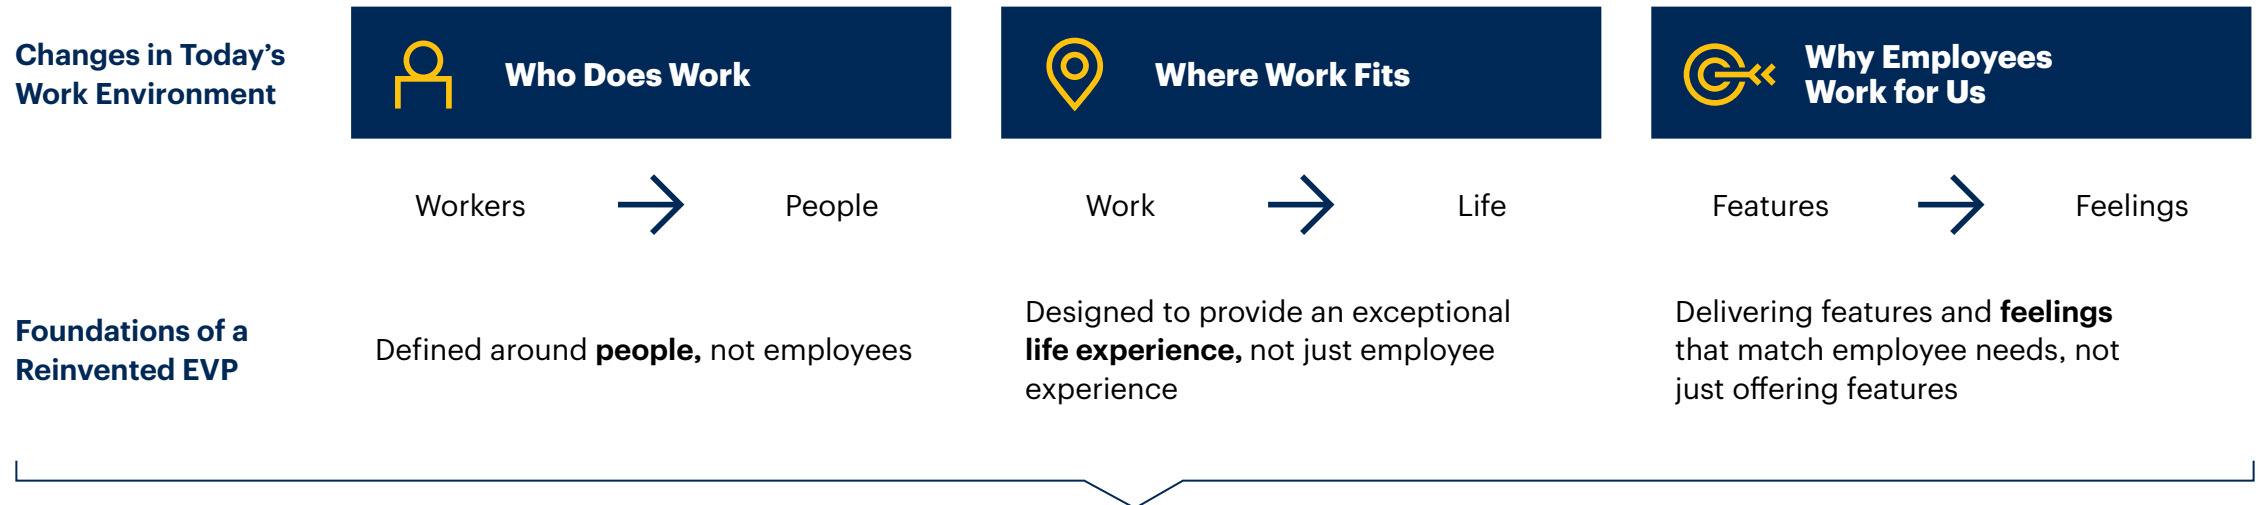 Changes in Today’s
Work Environment
Who Does Work
Where Work Fits
Why Employees
Work for Us
Workers
People
Work
Life
Features
Feelings
Foundations of a
Reinvented EVP
Defined around people, not employees
Designed to provide an exceptional
life experience, not just employee
experience
Delivering features and feelings
that match employee needs, not
just offering features